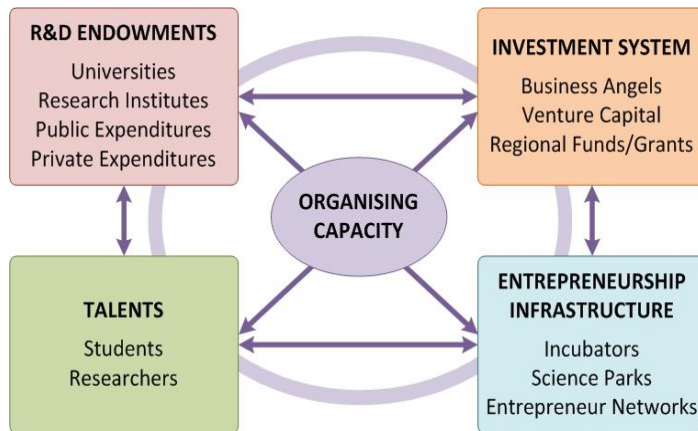 R&D ENDOWMENTS
Universities
Research Institutes
Public Expenditures
Private Expenditures
INVESTMENT SYSTEM
Business Angels
Venture Capital
Regional Funds/Grants
ORGANISING
CAPACITY
TALENTS
Students
Researchers
ENTREPRENEURSHIP
INFRASTRUCTURE
Incubators
Science Parks
Entrepreneur Networks